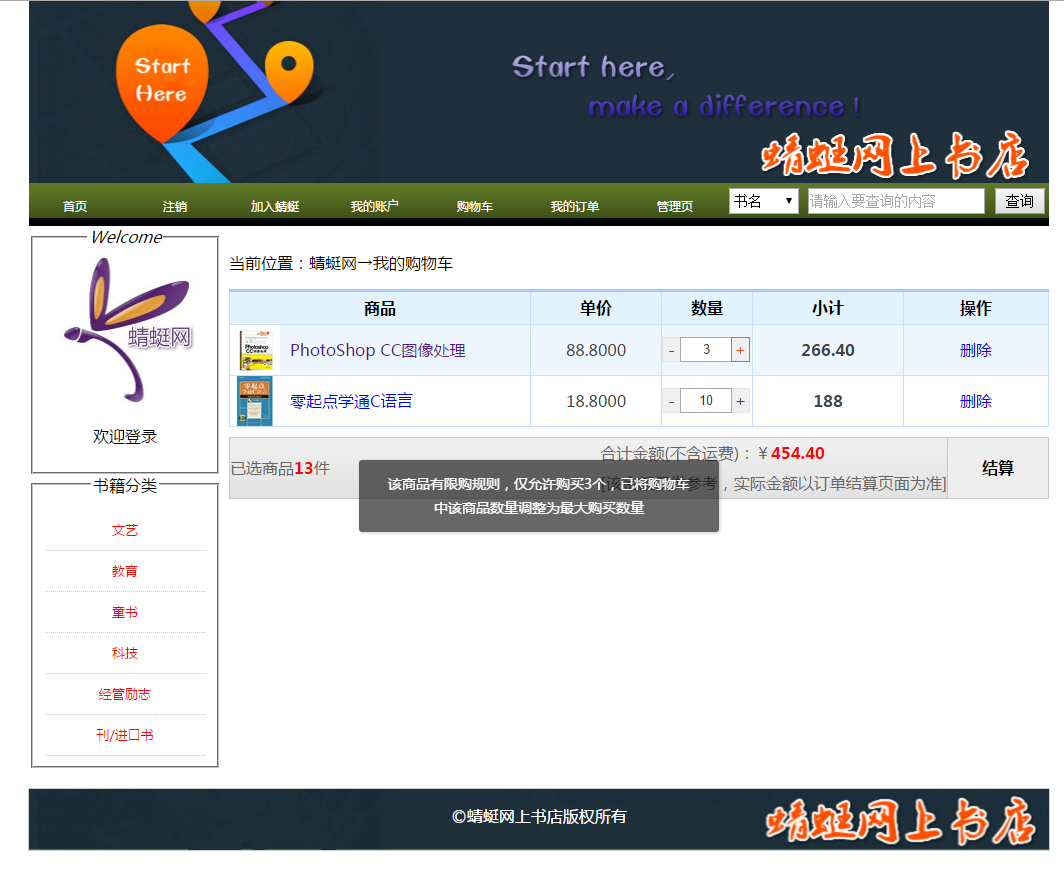 Start
Here
Start here,
make a difference !
蜻蜓网上书店
首页 注销 加入蜻蜓 我的账户 购物车 我的订单 管理页 书名 请输入要查询的内容 查询
Welcome
蜻蜓网
欢迎登录
书籍分类
文艺
教育
童书
科技
经管励志
刊/进口书
当前位置：蜻蜓网→我的购物车
商品 单价 数量 小计 操作
PhotoShop CC图像处理 88.8000 - 3 + 266.40 删除
零起点学通C语言 18.8000 - 10 + 188 删除
已选商品13件
合计金额(不含运费)：￥454.40
参考，实际金额以订单结算页面为准]
结算
该商品有限购规则，仅允许购买3个，已将购物车
中该商品数量调整为最大购买数量
©蜻蜓网上书店版权所有
蜻蜓网上书店